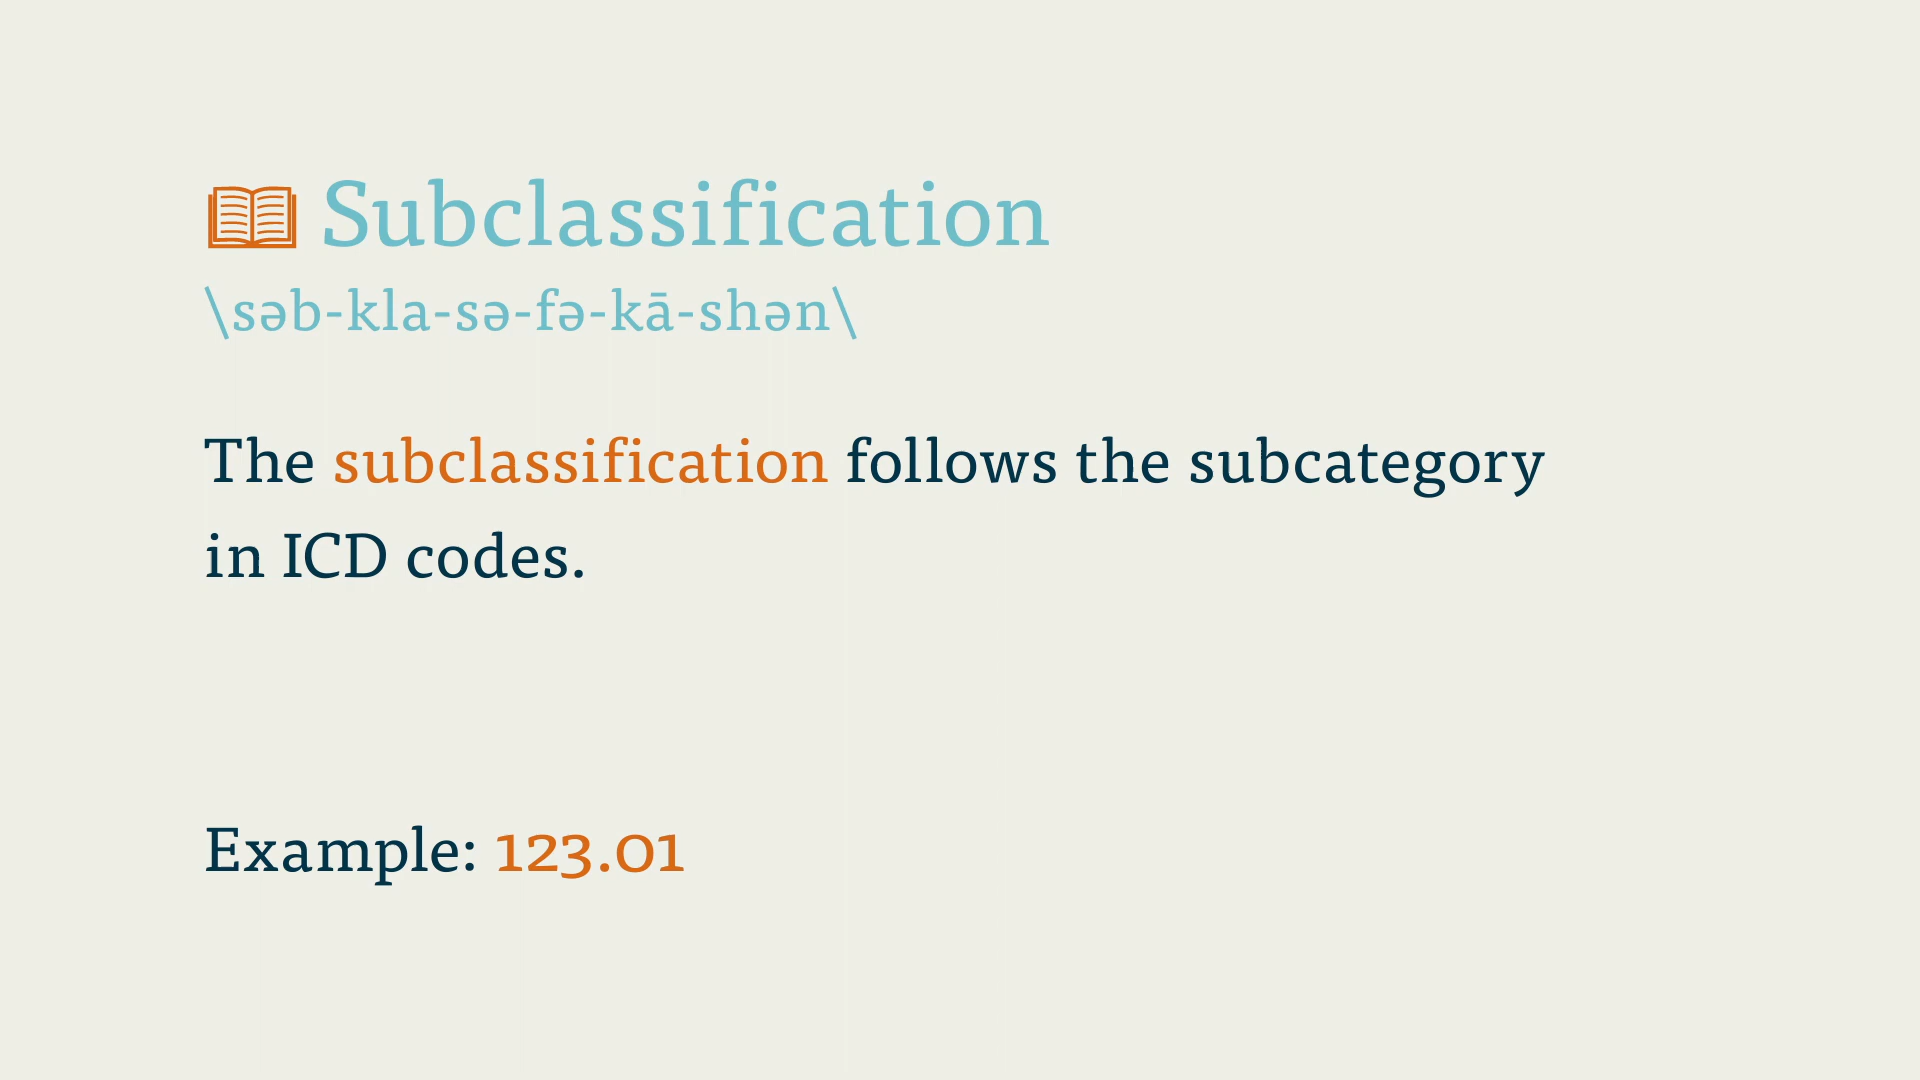 Subclassification
\səb-kla-sə-fə-kā-shən\
The subclassification follows the subcategory
in ICD codes.
Example: 123.01